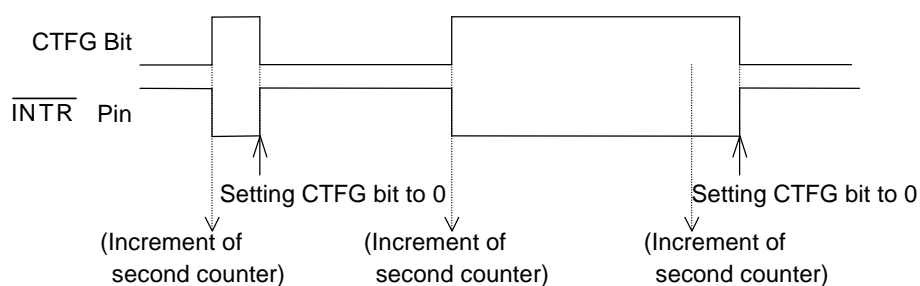 CTFG Bit
INTR Pin
Setting CTFG bit to 0
Setting CTFG bit to 0
(Increment of
second counter)
(Increment of
second counter)
(Increment of
second counter)